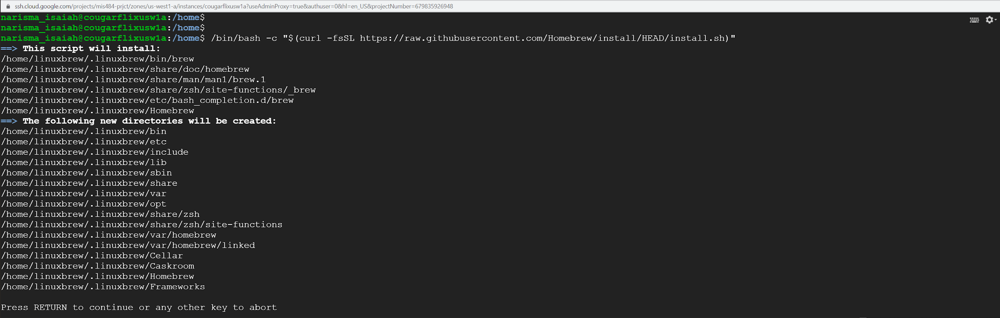 ssh.cloud.google.com/projects/mis484-prjct/zones/us-west1-a/instances/cougarflixusw1a?useAdminProxy=true&authuser=0&hl=en_US&projectNumber=679835926948
narisma_isaiah@cougarflixusw1a:/home$
narisma_isaiah@cougarflixusw1a:/home$
narisma_isaiah@cougarflixusw1a:/home$ /bin/bash -c "$(curl -fsSL https://raw.githubusercontent.com/Homebrew/install/HEAD/install.sh)"
==> This script will install:
/home/linuxbrew/.linuxbrew/bin/brew
/home/linuxbrew/.linuxbrew/share/doc/homebrew
/home/linuxbrew/.linuxbrew/share/man/man1/brew.1
/home/linuxbrew/.linuxbrew/share/zsh/site-functions/_brew
/home/linuxbrew/.linuxbrew/etc/bash_completion.d/brew
/home/linuxbrew/.linuxbrew/Homebrew
==> The following new directories will be created:
/home/linuxbrew/.linuxbrew/bin
/home/linuxbrew/.linuxbrew/etc
/home/linuxbrew/.linuxbrew/include
/home/linuxbrew/.linuxbrew/lib
/home/linuxbrew/.linuxbrew/sbin
/home/linuxbrew/.linuxbrew/share
/home/linuxbrew/.linuxbrew/var
/home/linuxbrew/.linuxbrew/opt
/home/linuxbrew/.linuxbrew/share/zsh
/home/linuxbrew/.linuxbrew/share/zsh/site-functions
/home/linuxbrew/.linuxbrew/var/homebrew
/home/linuxbrew/.linuxbrew/var/homebrew/linked
/home/linuxbrew/.linuxbrew/Cellar
/home/linuxbrew/.linuxbrew/Caskroom
/home/linuxbrew/.linuxbrew/Homebrew
/home/linuxbrew/.linuxbrew/Frameworks
Press RETURN to continue or any other key to abort